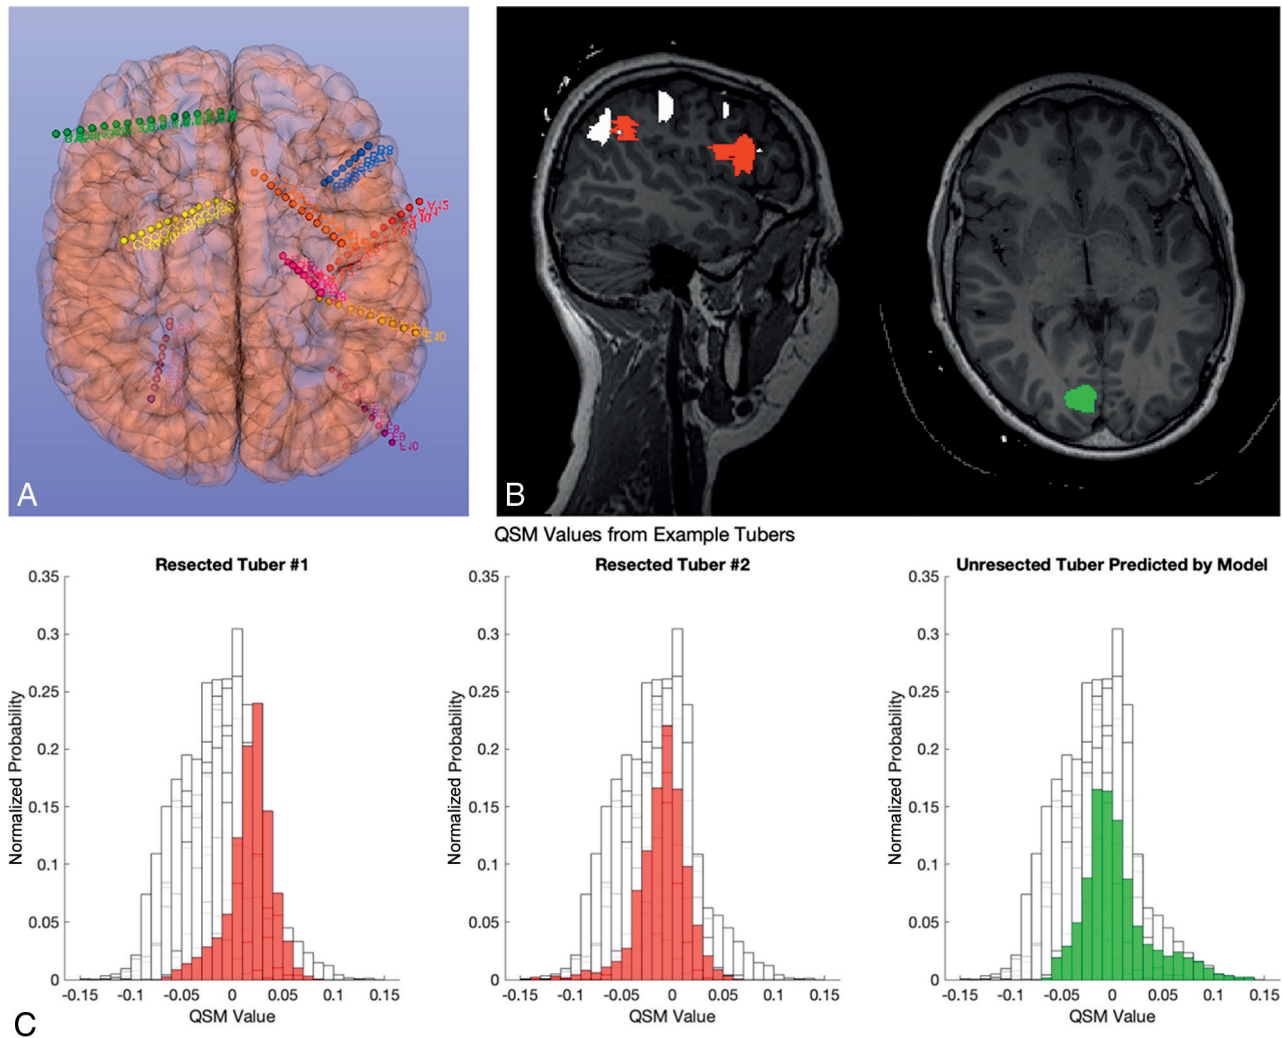 A
B
QSM Values from Example Tubers
Resected Tuber #1
Resected Tuber #2
Unresected Tuber Predicted by Model
0.35
0.3
0.25
0.2
0.15
0.1
0.05
0
Normalized Probability
-0.15 -0.1 -0.05 0 0.05 0.1 0.15
QSM Value
0.35
0.3
0.25
0.2
0.15
0.1
0.05
0
Normalized Probability
-0.15 -0.1 -0.05 0 0.05 0.1 0.15
QSM Value
0.35
0.3
0.25
0.2
0.15
0.1
0.05
0
Normalized Probability
-0.15 -0.1 -0.05 0 0.05 0.1 0.15
QSM Value
C